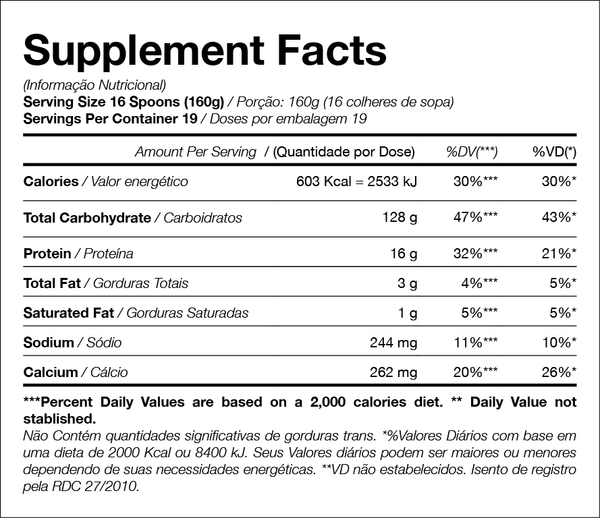 Supplement Facts
(Informação Nutricional)
Serving Size 16 Spoons (160g) / Porção: 160g (16 colheres de sopa)
Servings Per Container 19 / Doses por embalagem 19
Amount Per Serving / (Quantidade por Dose) %DV(***) %VD(*)
Calories / Valor energético 603 Kcal = 2533 kJ 30%*** 30%*
Total Carbohydrate / Carboidratos 128 g 47%*** 43%*
Protein / Proteína 16 g 32%*** 21%*
Total Fat / Gorduras Totais 3 g 4%*** 5%*
Saturated Fat / Gorduras Saturadas 1 g 5%*** 5%*
Sodium / Sódio 244 mg 11%*** 10%*
Calcium / Cálcio 262 mg 20%*** 26%*
***Percent Daily Values are based on a 2,000 calories diet. ** Daily Value not
stablished.
Não Contém quantidades significativas de gorduras trans. *%Valores Diários com base em
uma dieta de 2000 Kcal ou 8400 kJ. Seus Valores diários podem ser maiores ou menores
dependendo de suas necessidades energéticas. **VD não estabelecidos. Isento de registro
pela RDC 27/2010.